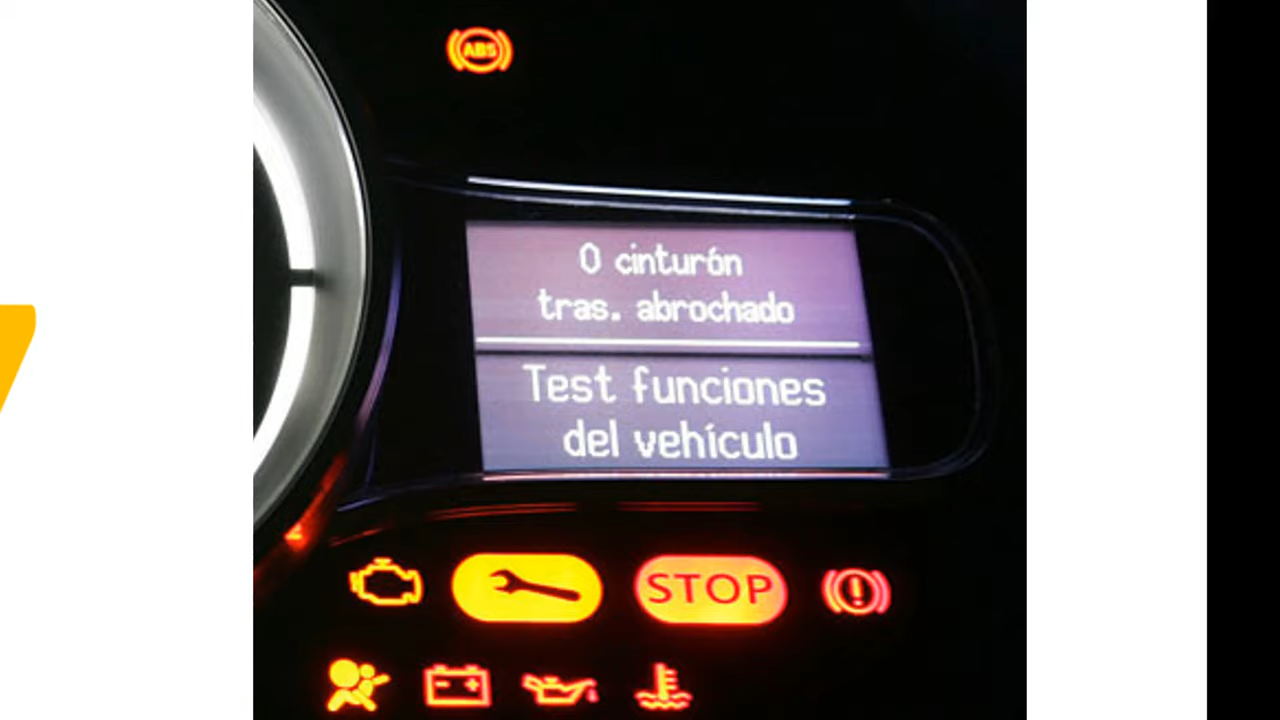 ABS
0 cinturón
tras. abrochado
Test funciones
del vehículo
STOP